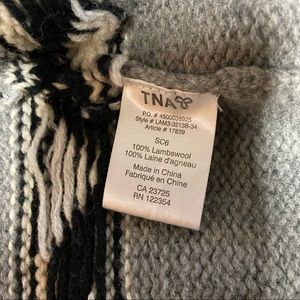 TNA
P.O. # 4500038925
Style # LAM3-3213B-34
Article # 17839
SC6
100% Lambswool
100% Laine d'agneau
Made in China
Fabriqué en Chine
CA 23725
RN 122354